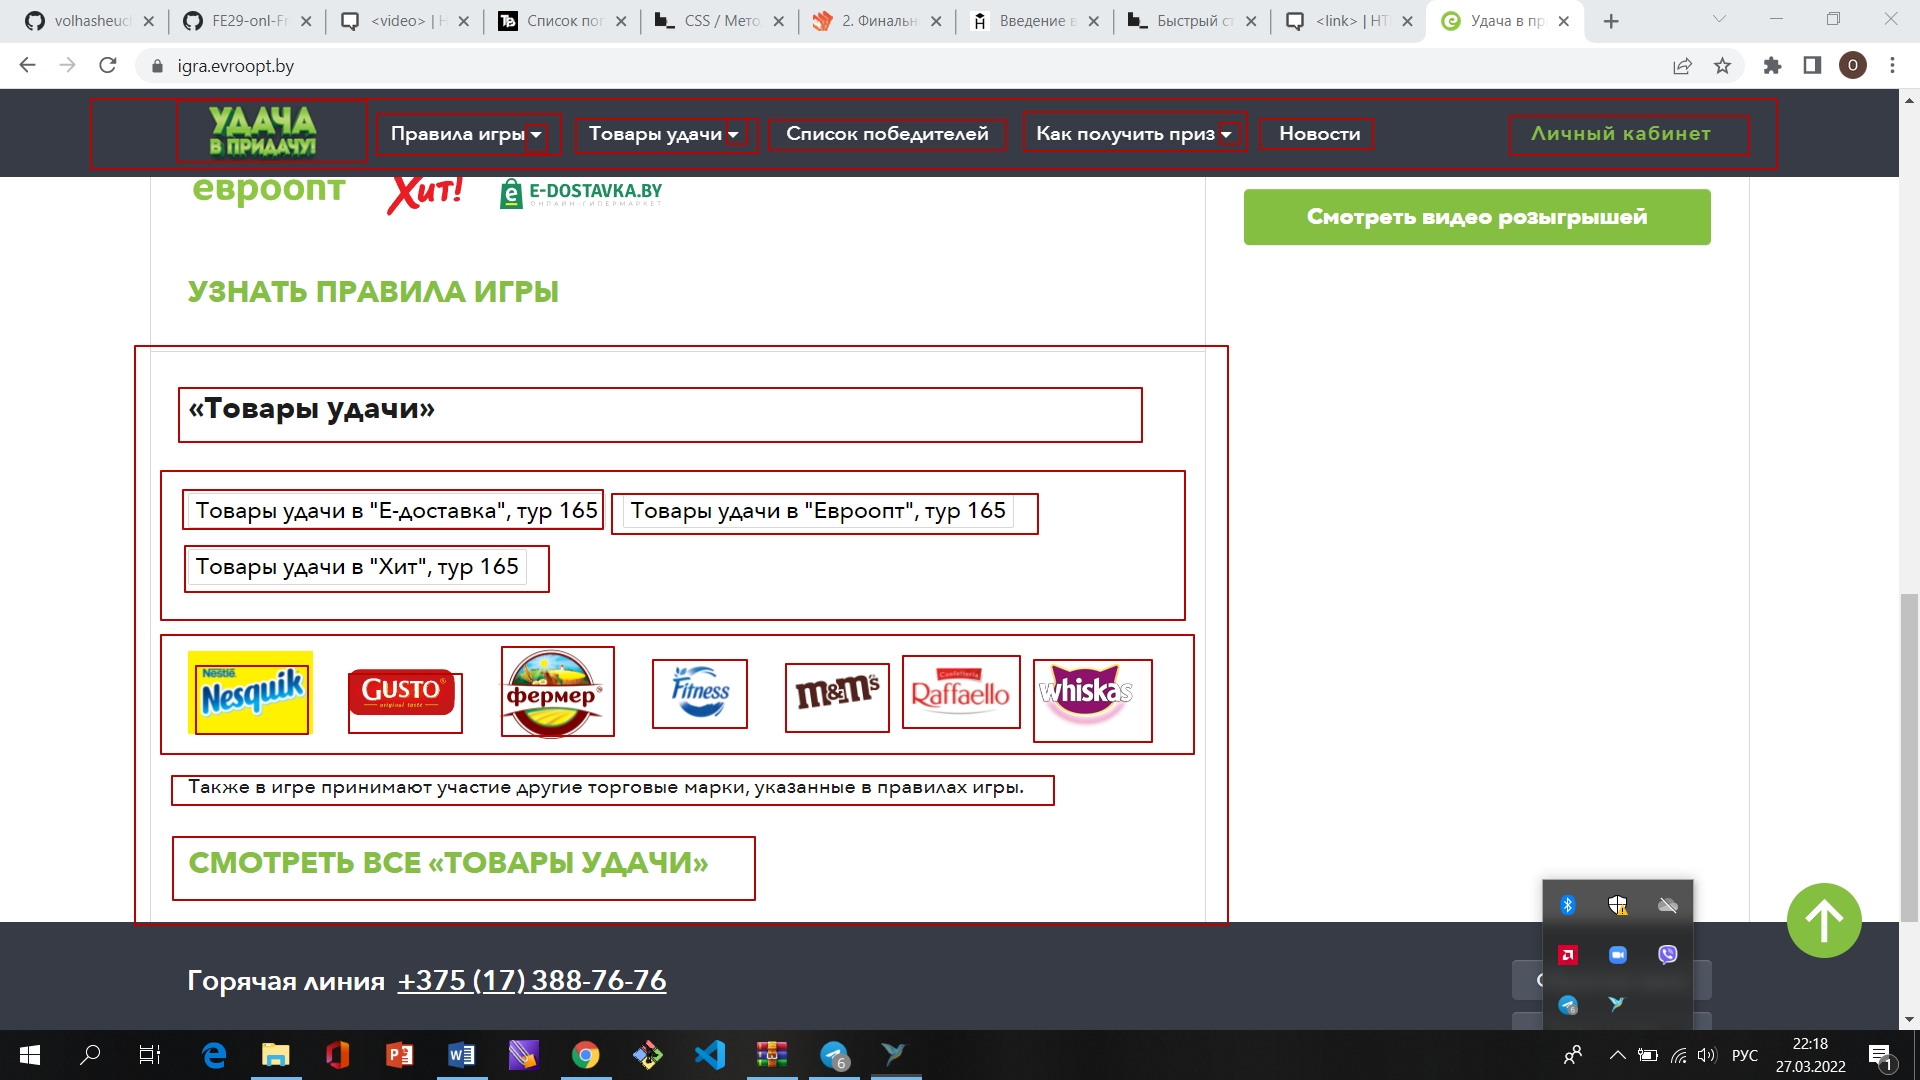 volhasheuc
FE29-onl-Fr
<video> | H
Список поп
CSS / Мето
2. Финальн
Введение в
Быстрый ст
<link> | HT
Удача в пр
igra.evroopt.by
О
УДАЧА
В ПРИДАЧУ!
Правила игры
Товары удачи
Список победителей
Как получить приз
Новости
Личный кабинет
евроопт
Хит!
E-DOSTAVKA.BY
ОНЛАЙН-ГИПЕРМАРКЕТ
Смотреть видео розыгрышей
УЗНАТЬ ПРАВИЛА ИГРЫ
«Товары удачи»
Товары удачи в "Е-доставка", тур 165
Товары удачи в "Евроопт", тур 165
Товары удачи в "Хит", тур 165
Nestlé
Nesquik
GUSTO
original taste
фермер
Fitness
m&m's
Confetteria
Raffaello
whiskas
Также в игре принимают участие другие торговые марки, указанные в правилах игры.
СМОТРЕТЬ ВСЕ «ТОВАРЫ УДАЧИ»
Горячая линия +375 (17) 388-76-76
6
РУС
22:18
27.03.2022
1